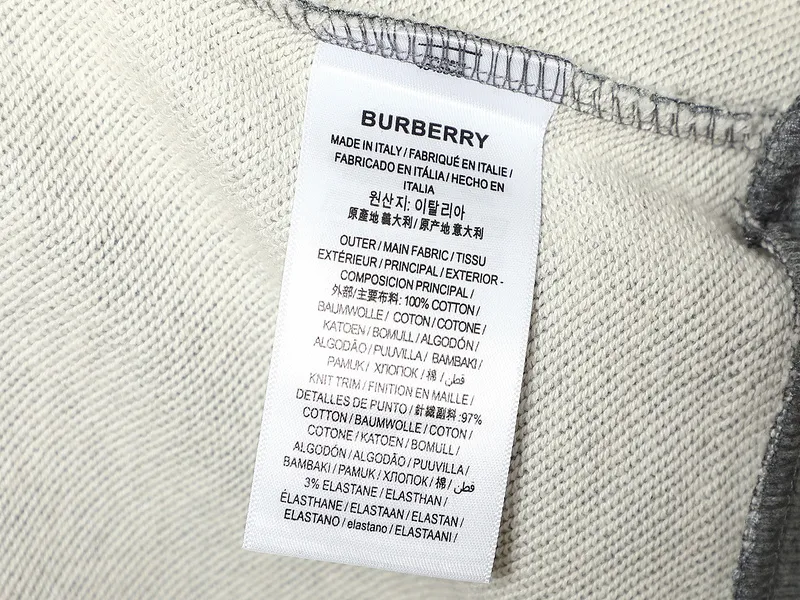 BURBERRY
MADE IN ITALY / FABRIQUÉ EN ITALIE /
FABRICADO EN ITÁLIA / HECHO EN
ITALIA
원산지: 이탈리아
原產地 義大利 / 原产地 意大利
OUTER / MAIN FABRIC / TISSU
EXTÉRIEUR / PRINCIPAL / EXTERIOR -
COMPOSICION PRINCIPAL /
外部/主要布料: 100% COTTON /
BAUMWOLLE / COTON / COTONE /
KATOEN / BOMULL / ALGODÓN /
ALGODÃO / PUUVILLA / BAMBAKI /
PAMUK / ХЛОПОК / 棉 / قطن /
KNIT TRIM / FINITION EN MAILLE /
DETALLES DE PUNTO / 針織副料 :97%
COTTON / BAUMWOLLE / COTON /
COTONE / KATOEN / BOMULL /
ALGODÓN / ALGODÃO / PUUVILLA /
BAMBAKI / PAMUK / ХЛОПОК / 棉 / قطن
3% ELASTANE / ELASTHAN /
ÉLASTHANE / ELASTAAN / ELASTAN /
ELASTANO / elastano / ELASTAANI /